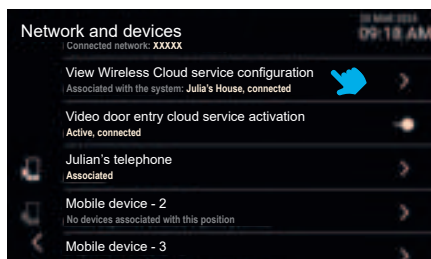 Network and devices
09:18 AM
Connected network: XXXXX
View Wireless Cloud service configuration
Associated with the system: Julia's House, connected
Video door entry cloud service activation
Active, connected
Julian's telephone
Associated
Mobile device - 2
No devices associated with this position
Mobile device - 3